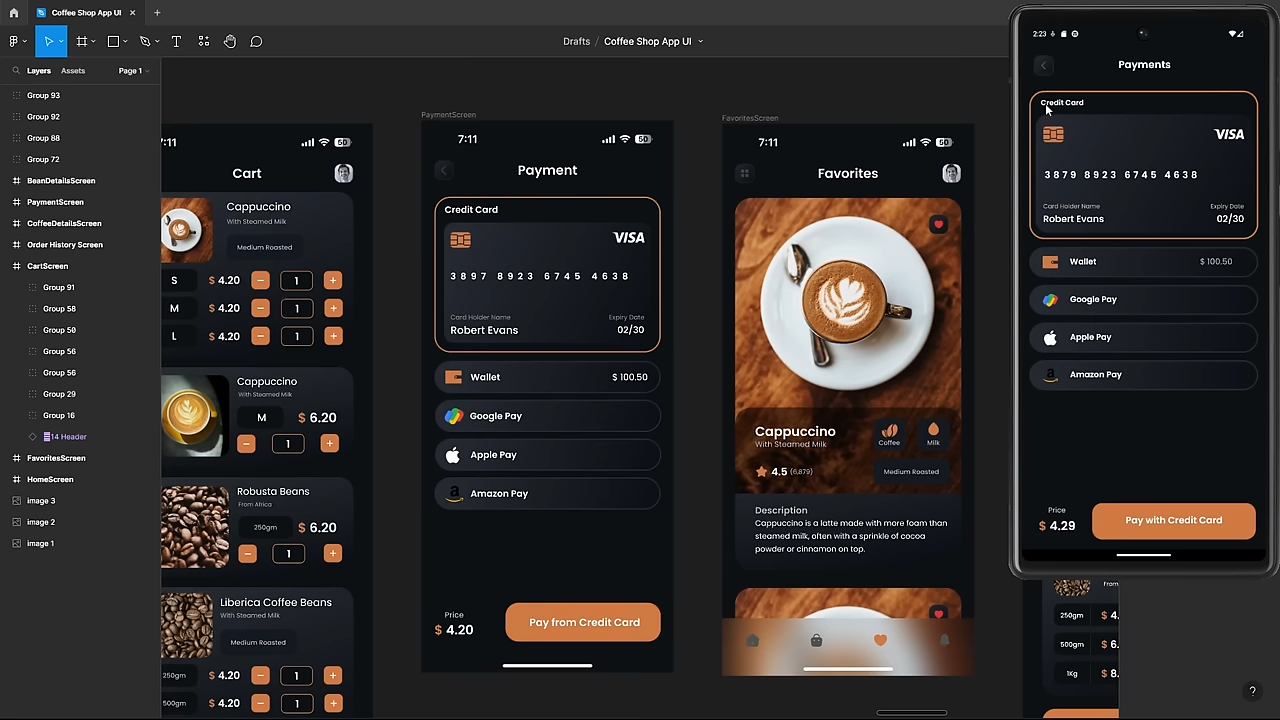 Coffee Shop App UI
Drafts / Coffee Shop App UI
Layers
Assets
Page 1
Group 93
Group 92
Group 88
Group 72
BeanDetailsScreen
PaymentScreen
CoffeeDetailsScreen
Order History Screen
CartScreen
Group 91
Group 58
Group 50
Group 56
Group 56
Group 29
Group 16
14 Header
FavoritesScreen
HomeScreen
image 3
image 2
image 1
7:11
60
Cart
Cappuccino
With Steamed Milk
Medium Roasted
S $ 4.20 − 1 +
M $ 4.20 − 1 +
L $ 4.20 − 1 +
Cappuccino
With Steamed Milk
M $ 6.20
− 1 +
Robusta Beans
From Africa
250gm $ 6.20
− 1 +
Liberica Coffee Beans
With Steamed Milk
Medium Roasted
250gm $ 4.20 − 1 +
500gm $ 4.20 − 1 +
PaymentScreen
7:11
60
Payment
Credit Card
VISA
3897 8923 6745 4638
Card Holder Name
Expiry Date
Robert Evans
02/30
Wallet
$ 100.50
Google Pay
Apple Pay
Amazon Pay
Price
$ 4.20
Pay from Credit Card
FavoritesScreen
7:11
60
Favorites
Cappuccino
With Steamed Milk
Coffee
Milk
4.5 (6,879)
Medium Roasted
Description
Cappuccino is a latte made with more foam than
steamed milk, often with a sprinkle of cocoa
powder or cinnamon on top.
2:23
Payments
Credit Card
VISA
3879 8923 6745 4638
Card Holder Name
Expiry Date
Robert Evans
02/30
Wallet
$ 100.50
Google Pay
Apple Pay
Amazon Pay
Price
$ 4.29
Pay with Credit Card
From
250gm $ 4.
500gm $ 6.
1Kg $ 8.
?